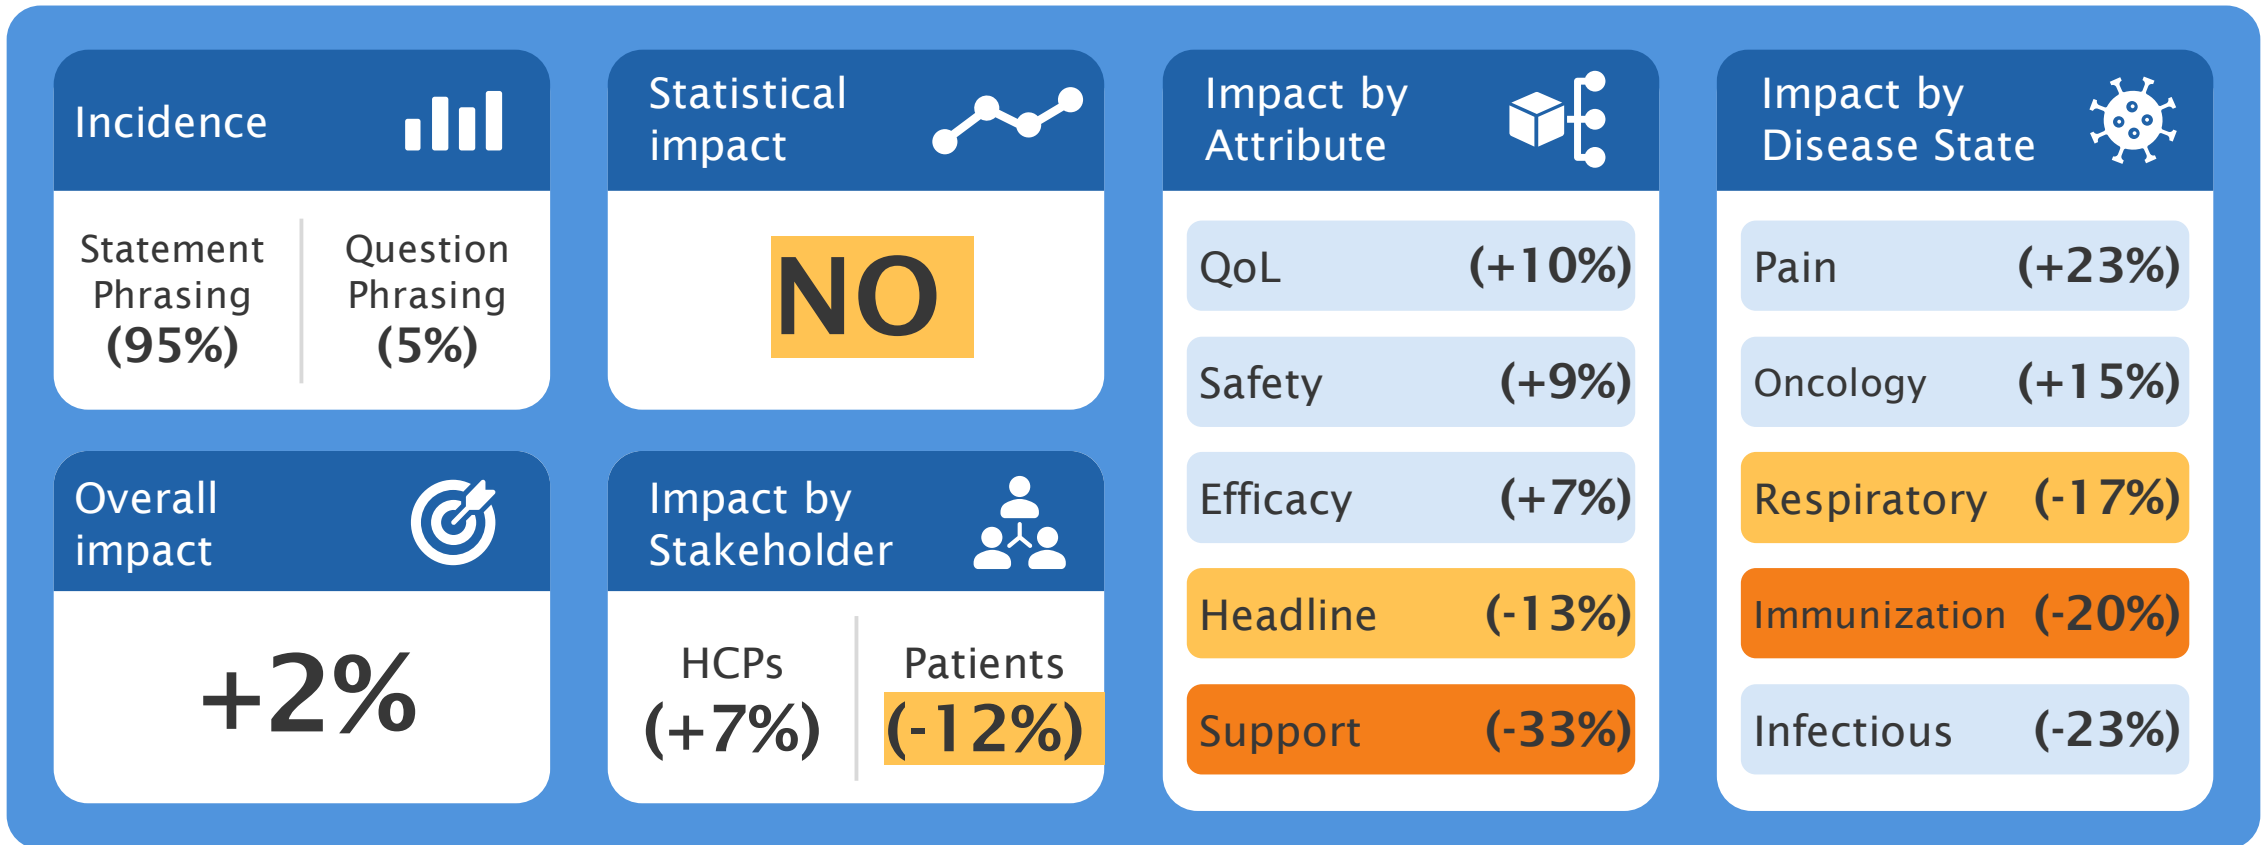 Incidence
Statement
Phrasing
(95%)
Question
Phrasing
(5%)
Statistical
impact
NO
Overall
impact
+2%
Impact by
Stakeholder
HCPs
(+7%)
Patients
(-12%)
Impact by
Attribute
QoL (+10%)
Safety (+9%)
Efficacy (+7%)
Headline (-13%)
Support (-33%)
Impact by
Disease State
Pain (+23%)
Oncology (+15%)
Respiratory (-17%)
Immunization (-20%)
Infectious (-23%)